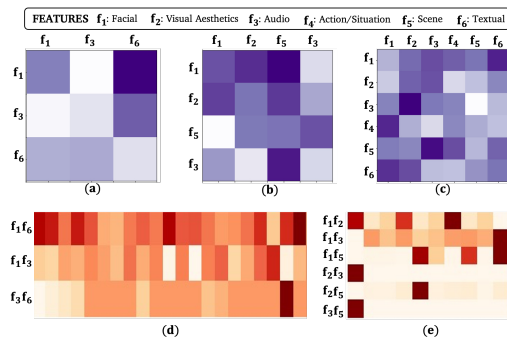 FEATURES f₁: Facial f₂: Visual Aesthetics f₃: Audio f₄: Action/Situation f₅: Scene f₆: Textual
f₁ f₃ f₆
f₁
f₃
f₆
(a)
f₁ f₂ f₅ f₃
f₁
f₂
f₅
f₃
(b)
f₁ f₂ f₃ f₄ f₅ f₆
f₁
f₂
f₃
f₄
f₅
f₆
(c)
f₁f₆
f₁f₃
f₃f₆
(d)
f₁f₂
f₁f₃
f₁f₅
f₂f₃
f₂f₅
f₃f₅
(e)